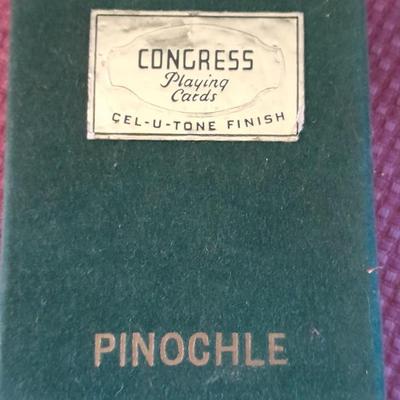 CONGRESS
Playing
Cards
CEL-U-TONE FINISH
PINOCHLE